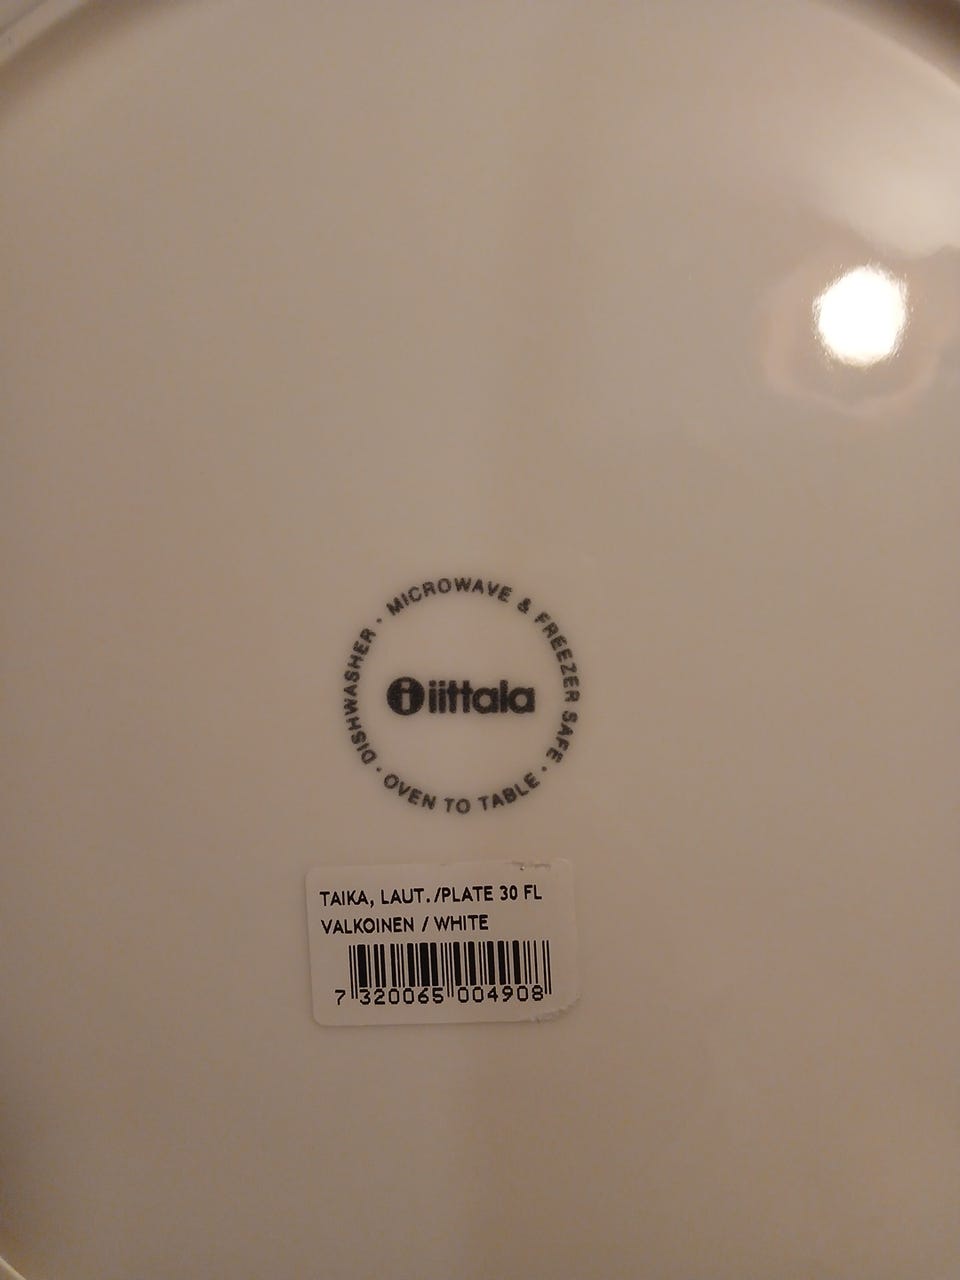 DISHWASHER · MICROWAVE & FREEZER SAFE · OVEN TO TABLE ·
i iittala
TAIKA, LAUT./PLATE 30 FL
VALKOINEN / WHITE
7 320065 004908